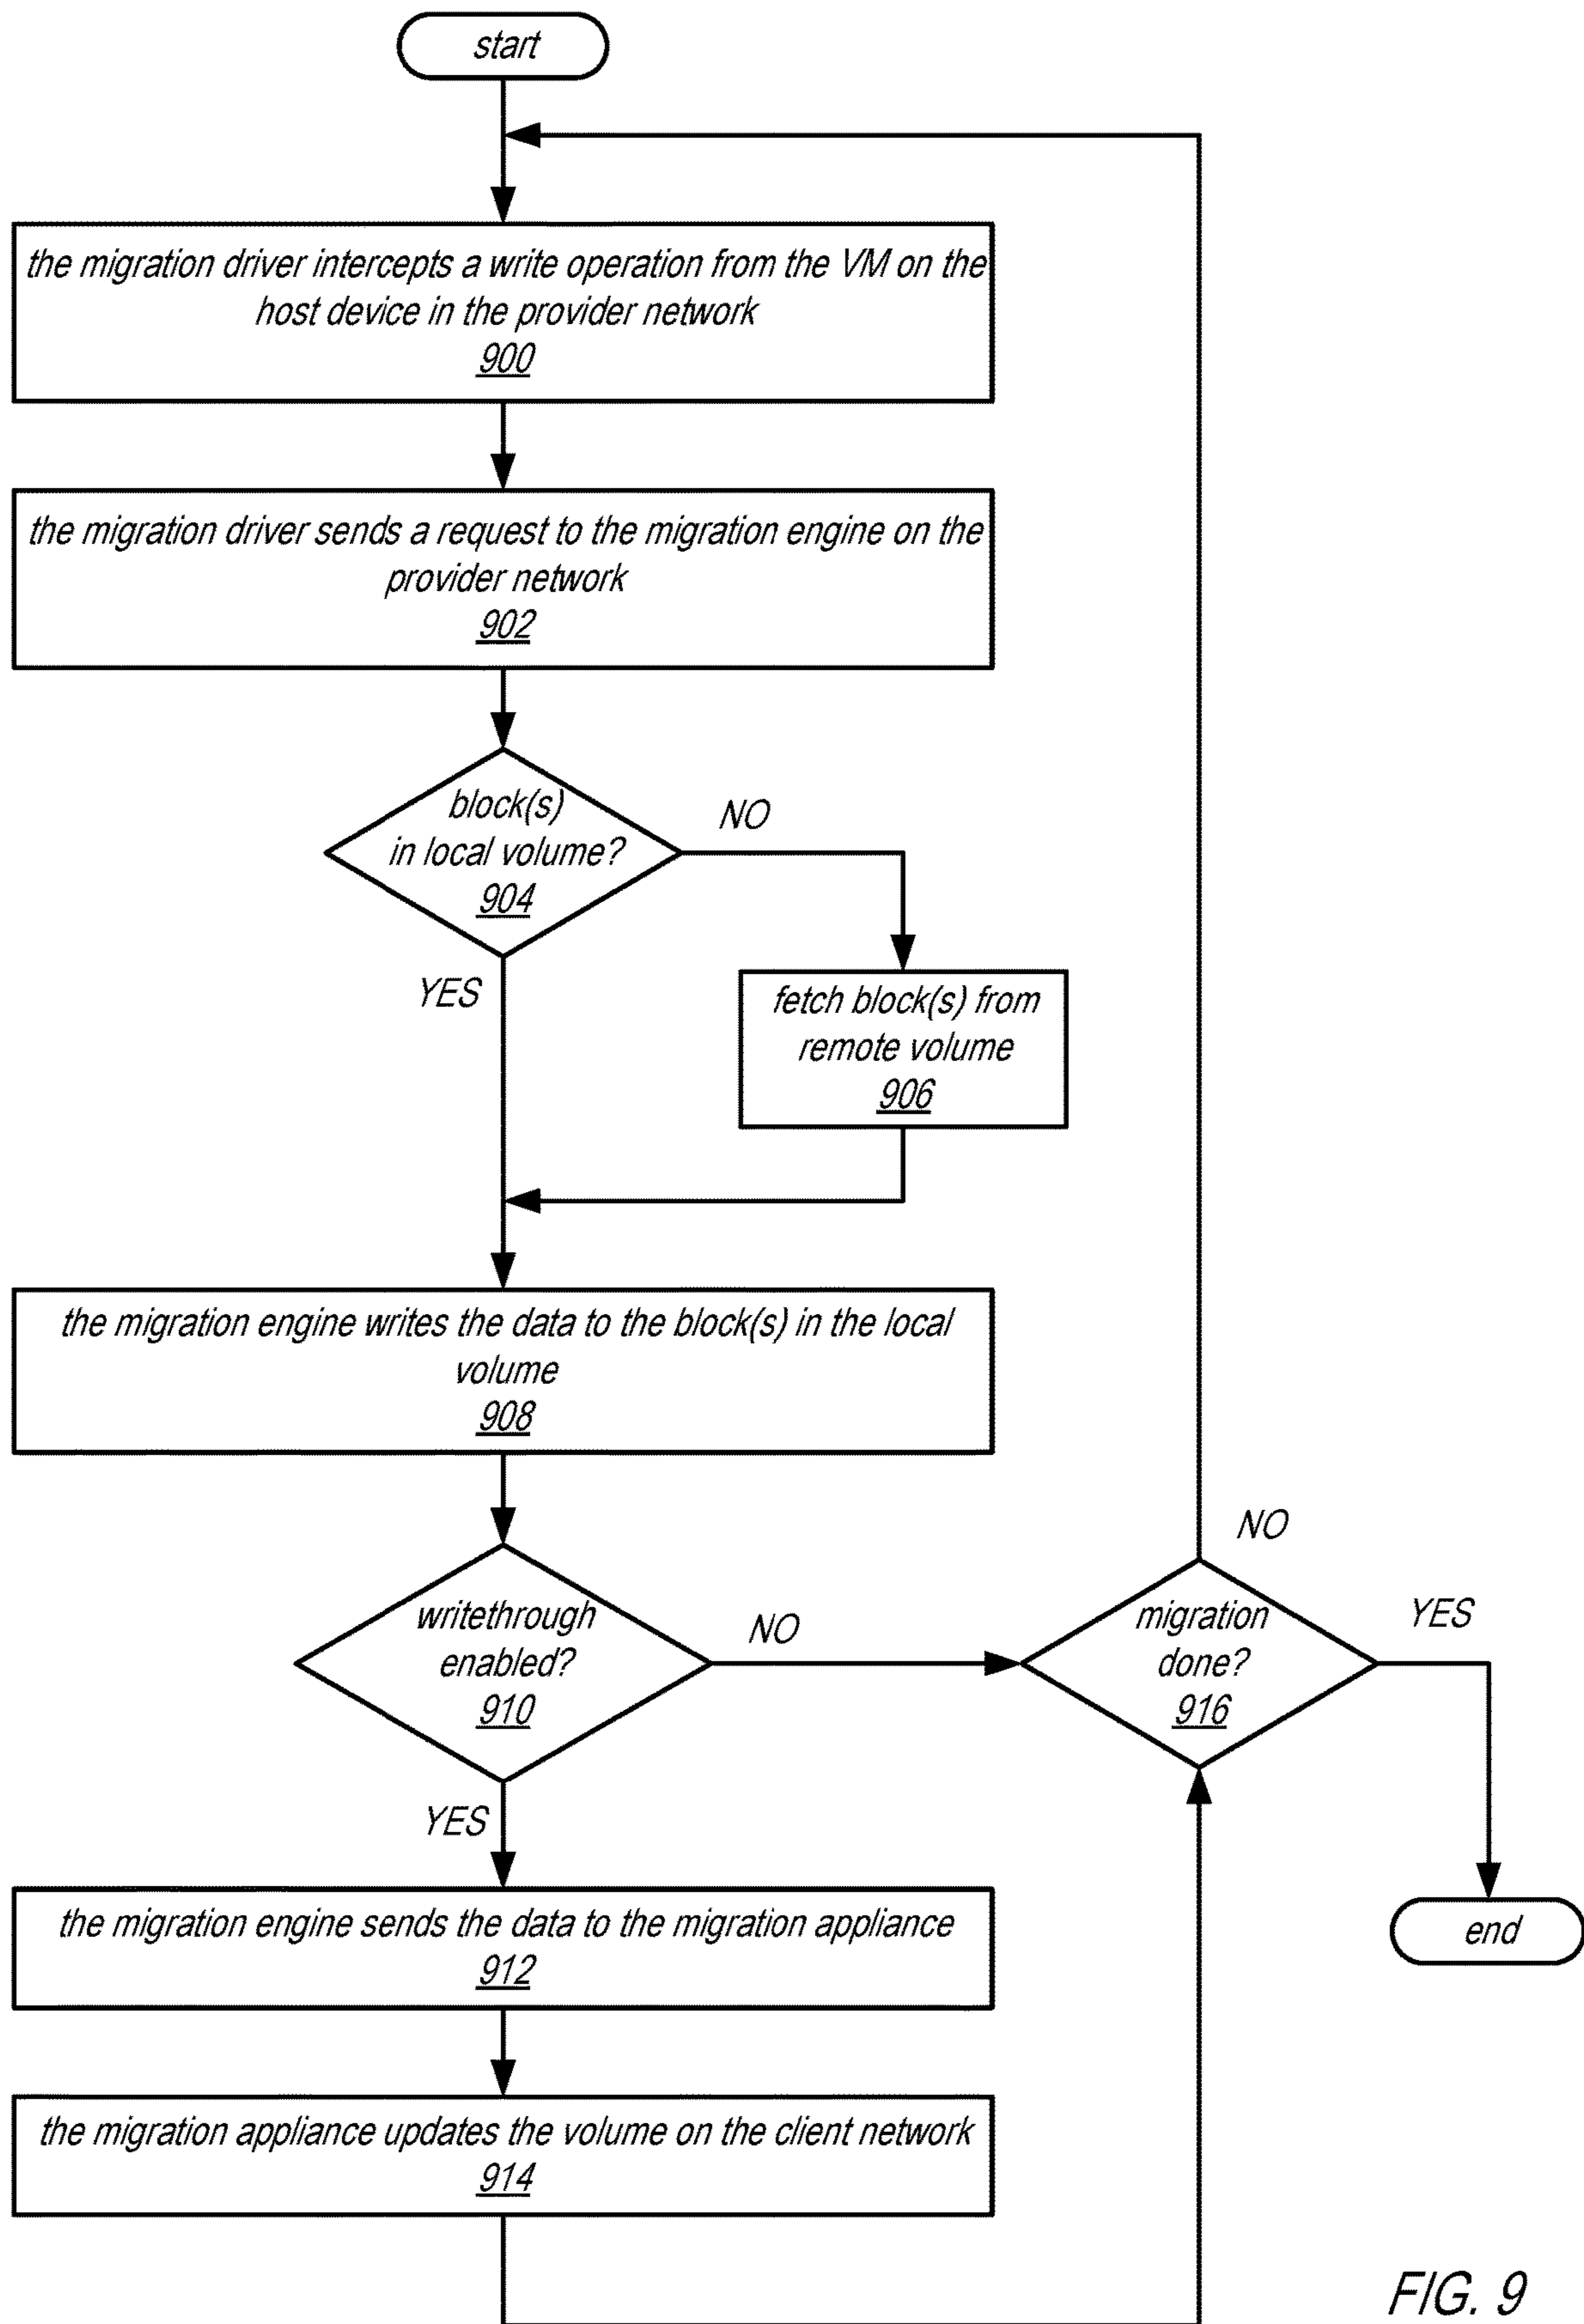 start
the migration driver intercepts a write operation from the VM on the
host device in the provider network
900
the migration driver sends a request to the migration engine on the
provider network
902
block(s)
in local volume?
904
NO
YES
fetch block(s) from
remote volume
906
the migration engine writes the data to the block(s) in the local
volume
908
writethrough
enabled?
910
NO
YES
migration
done?
916
NO
YES
the migration engine sends the data to the migration appliance
912
end
the migration appliance updates the volume on the client network
914
FIG. 9